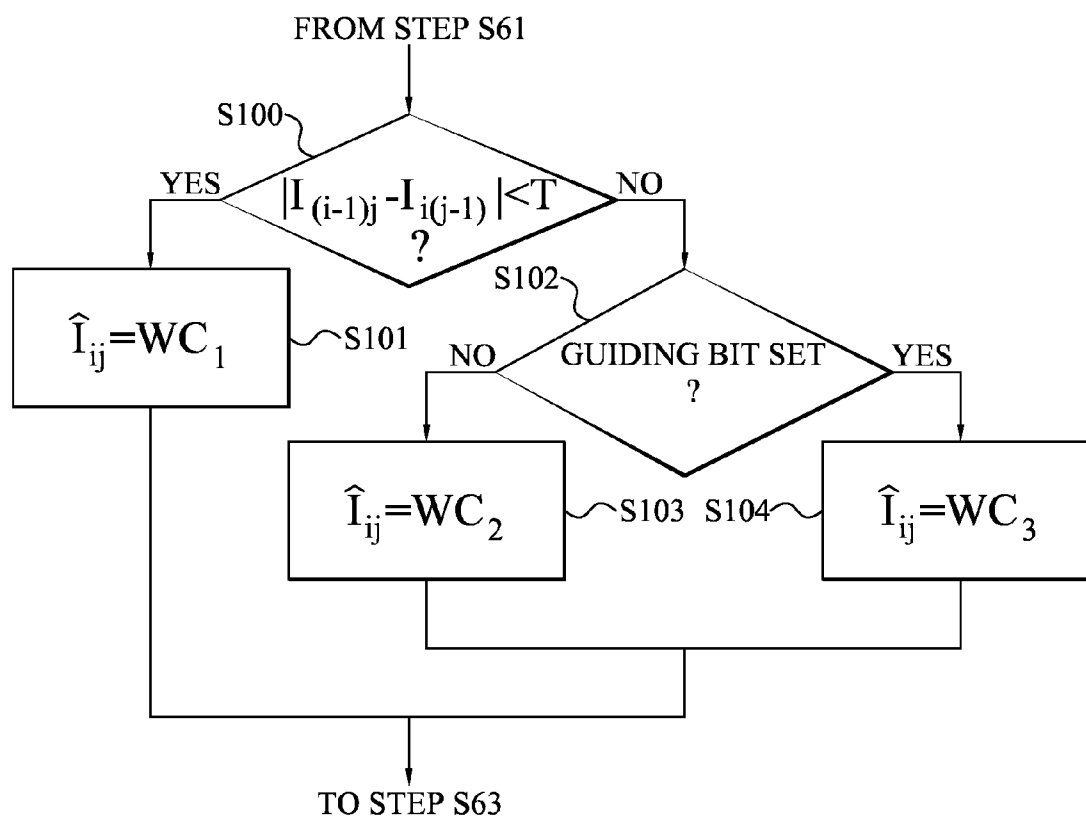 FROM STEP S61
S100
YES
|I(i-1)j-Ii(j-1)|<T
?
NO
S102
Îij=WC1
S101
NO
GUIDING BIT SET
?
YES
Îij=WC2
S103
S104
Îij=WC3
TO STEP S63